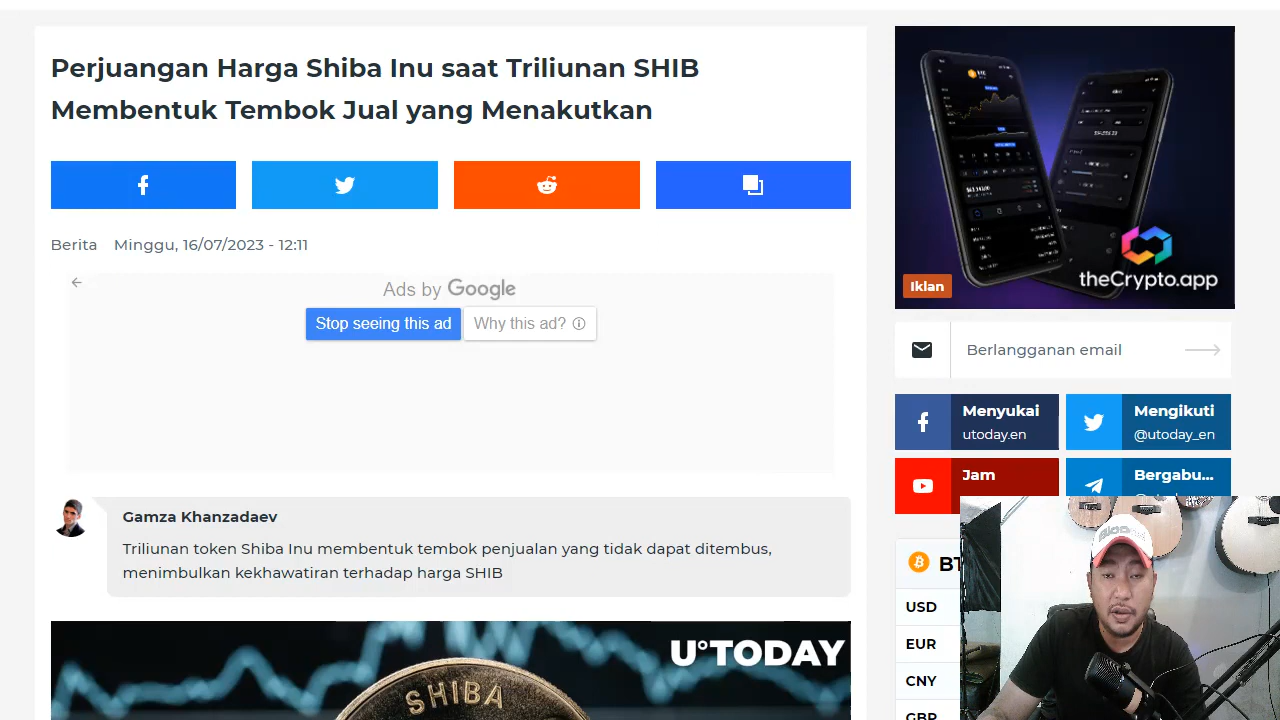 Perjuangan Harga Shiba Inu saat Triliunan SHIB
Membentuk Tembok Jual yang Menakutkan
Berita Minggu, 16/07/2023 - 12:11
Ads by Google
Stop seeing this ad
Why this ad?
Gamza Khanzadaev
Triliunan token Shiba Inu membentuk tembok penjualan yang tidak dapat ditembus,
menimbulkan kekhawatiran terhadap harga SHIB
U°TODAY
SHIBA
theCrypto.app
Iklan
Berlangganan email
Menyukai
utoday.en
Mengikuti
@utoday_en
Jam
Bergabu...
USD
EUR
CNY
GBP